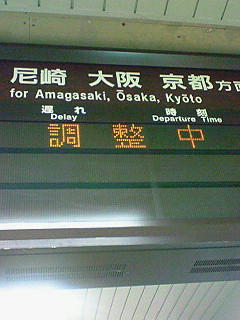 尼崎 大阪 京都 方面
for Amagasaki, Ōsaka, Kyōto
遅れ 時刻
Delay Departure Time
調整中